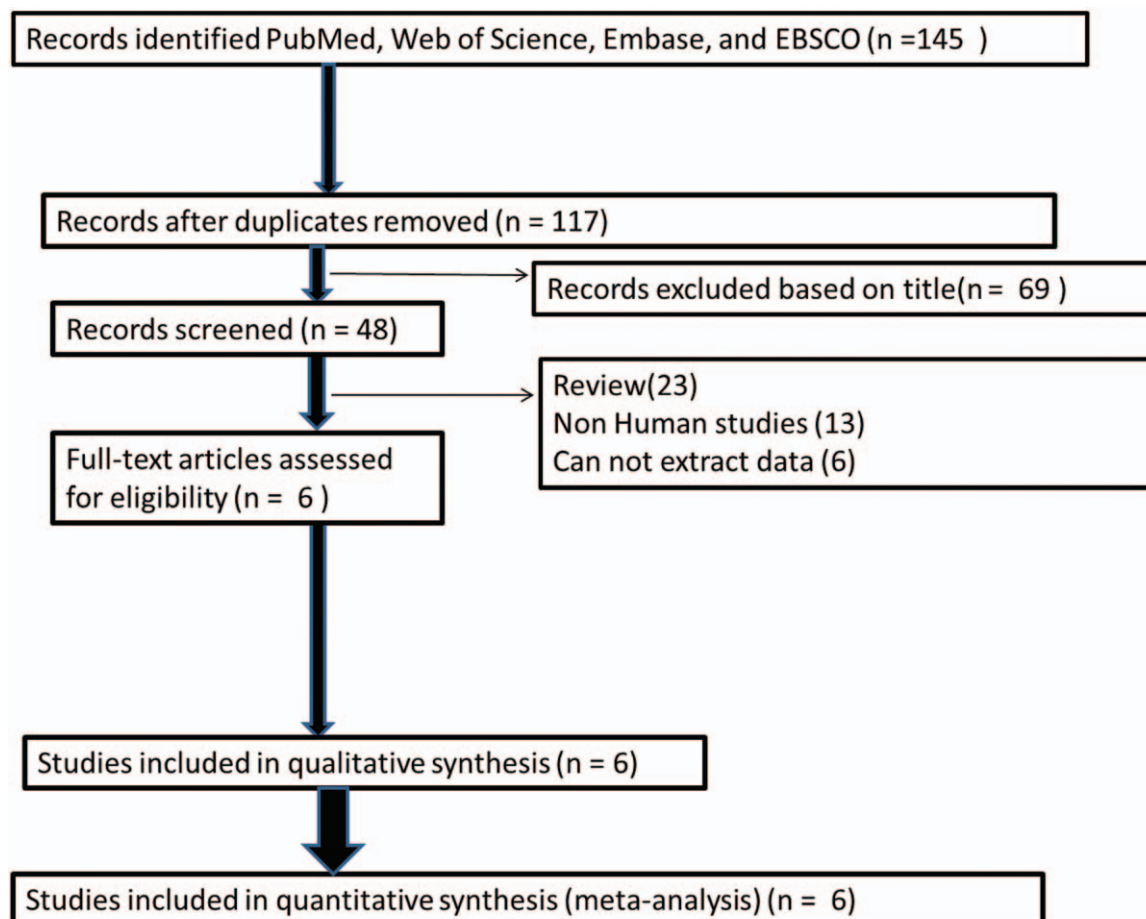 Records identified PubMed, Web of Science, Embase, and EBSCO (n =145 )
Records after duplicates removed (n = 117)
Records excluded based on title(n = 69 )
Records screened (n = 48)
Review(23)
Non Human studies (13)
Can not extract data (6)
Full-text articles assessed
for eligibility (n = 6 )
Studies included in qualitative synthesis (n = 6)
Studies included in quantitative synthesis (meta-analysis) (n = 6)